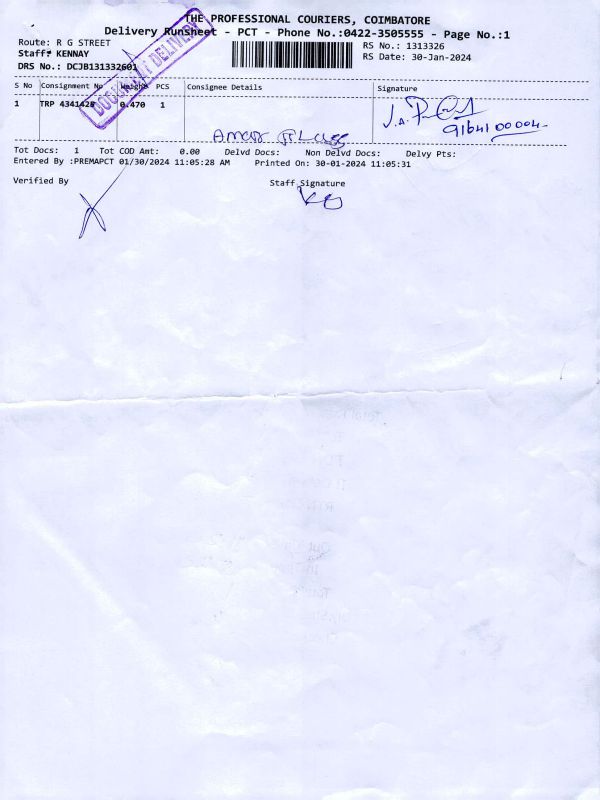 THE PROFESSIONAL COURIERS, COIMBATORE
Delivery Runsheet - PCT - Phone No.:0422-3505555 - Page No.:1
Route: R G STREET
RS No.: 1313326
Staff: KENNAY
RS Date: 30-Jan-2024
DRS No.: DCJB131332601
DOOR DELIVERY
S No Consignment No Weight PCS Consignee Details Signature
1 TRP 4341428 0.470 1
9164100004
Tot Docs: 1 Tot COD Amt: 0.00 Delvd Docs: Non Delvd Docs: Delvy Pts:
Entered By :PREMAPCT 01/30/2024 11:05:28 AM Printed On: 30-01-2024 11:05:31
Verified By Staff Signature